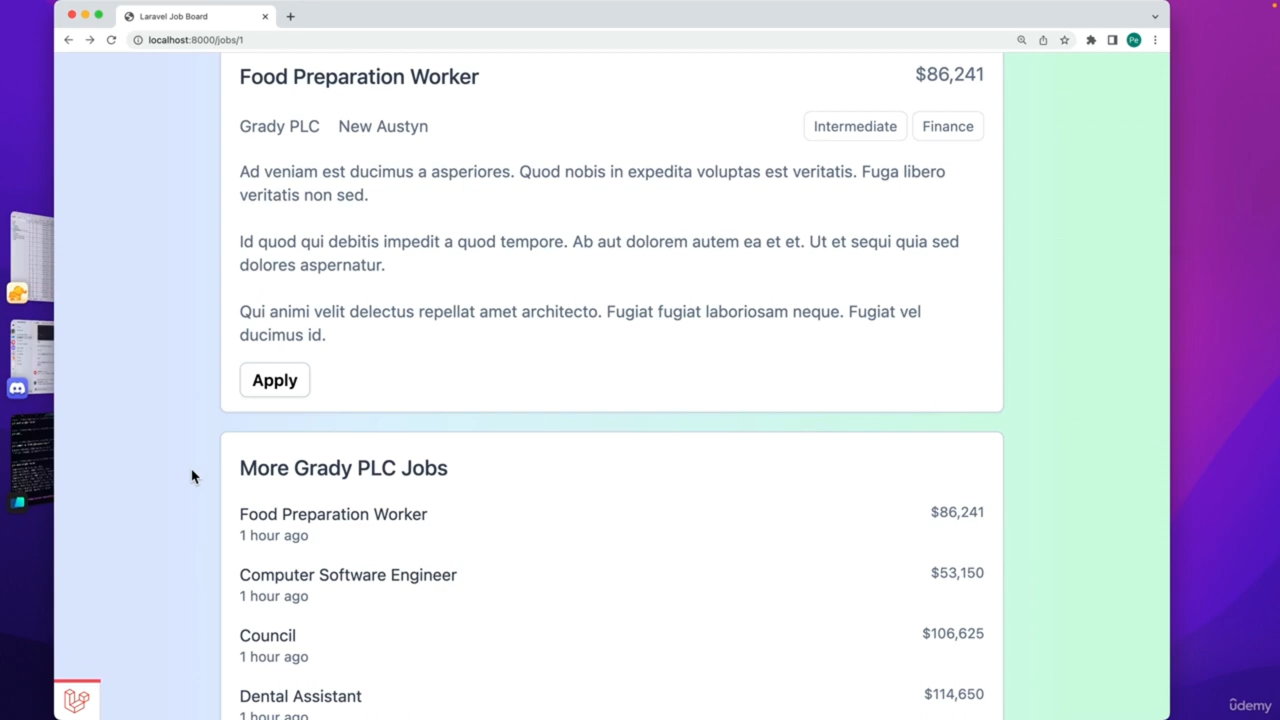 Laravel Job Board
localhost:8000/jobs/1
Pe
Food Preparation Worker
$86,241
Grady PLC
New Austyn
Intermediate
Finance
Ad veniam est ducimus a asperiores. Quod nobis in expedita voluptas est veritatis. Fuga libero
veritatis non sed.
Id quod qui debitis impedit a quod tempore. Ab aut dolorem autem ea et et. Ut et sequi quia sed
dolores aspernatur.
Qui animi velit delectus repellat amet architecto. Fugiat fugiat laboriosam neque. Fugiat vel
ducimus id.
Apply
More Grady PLC Jobs
Food Preparation Worker
$86,241
1 hour ago
Computer Software Engineer
$53,150
1 hour ago
Council
$106,625
1 hour ago
Dental Assistant
$114,650
1 hour ago
ûdemy